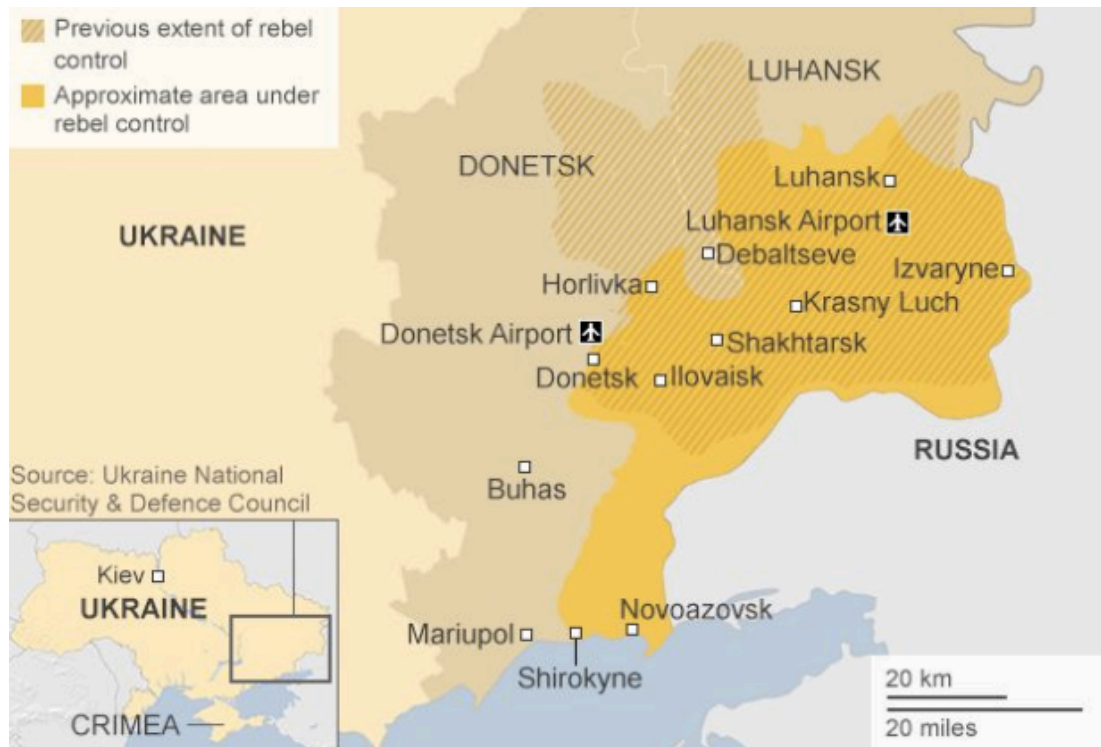 Previous extent of rebel
control
Approximate area under
rebel control
LUHANSK
DONETSK
Luhansk
UKRAINE
Luhansk Airport
Debaltseve
Izvaryne
Horlivka
Krasny Luch
Donetsk Airport
Shakhtarsk
Donetsk
Ilovaisk
RUSSIA
Source: Ukraine National
Security & Defence Council
Buhas
Kiev
UKRAINE
Novoazovsk
Mariupol
Shirokyne
20 km
CRIMEA
20 miles